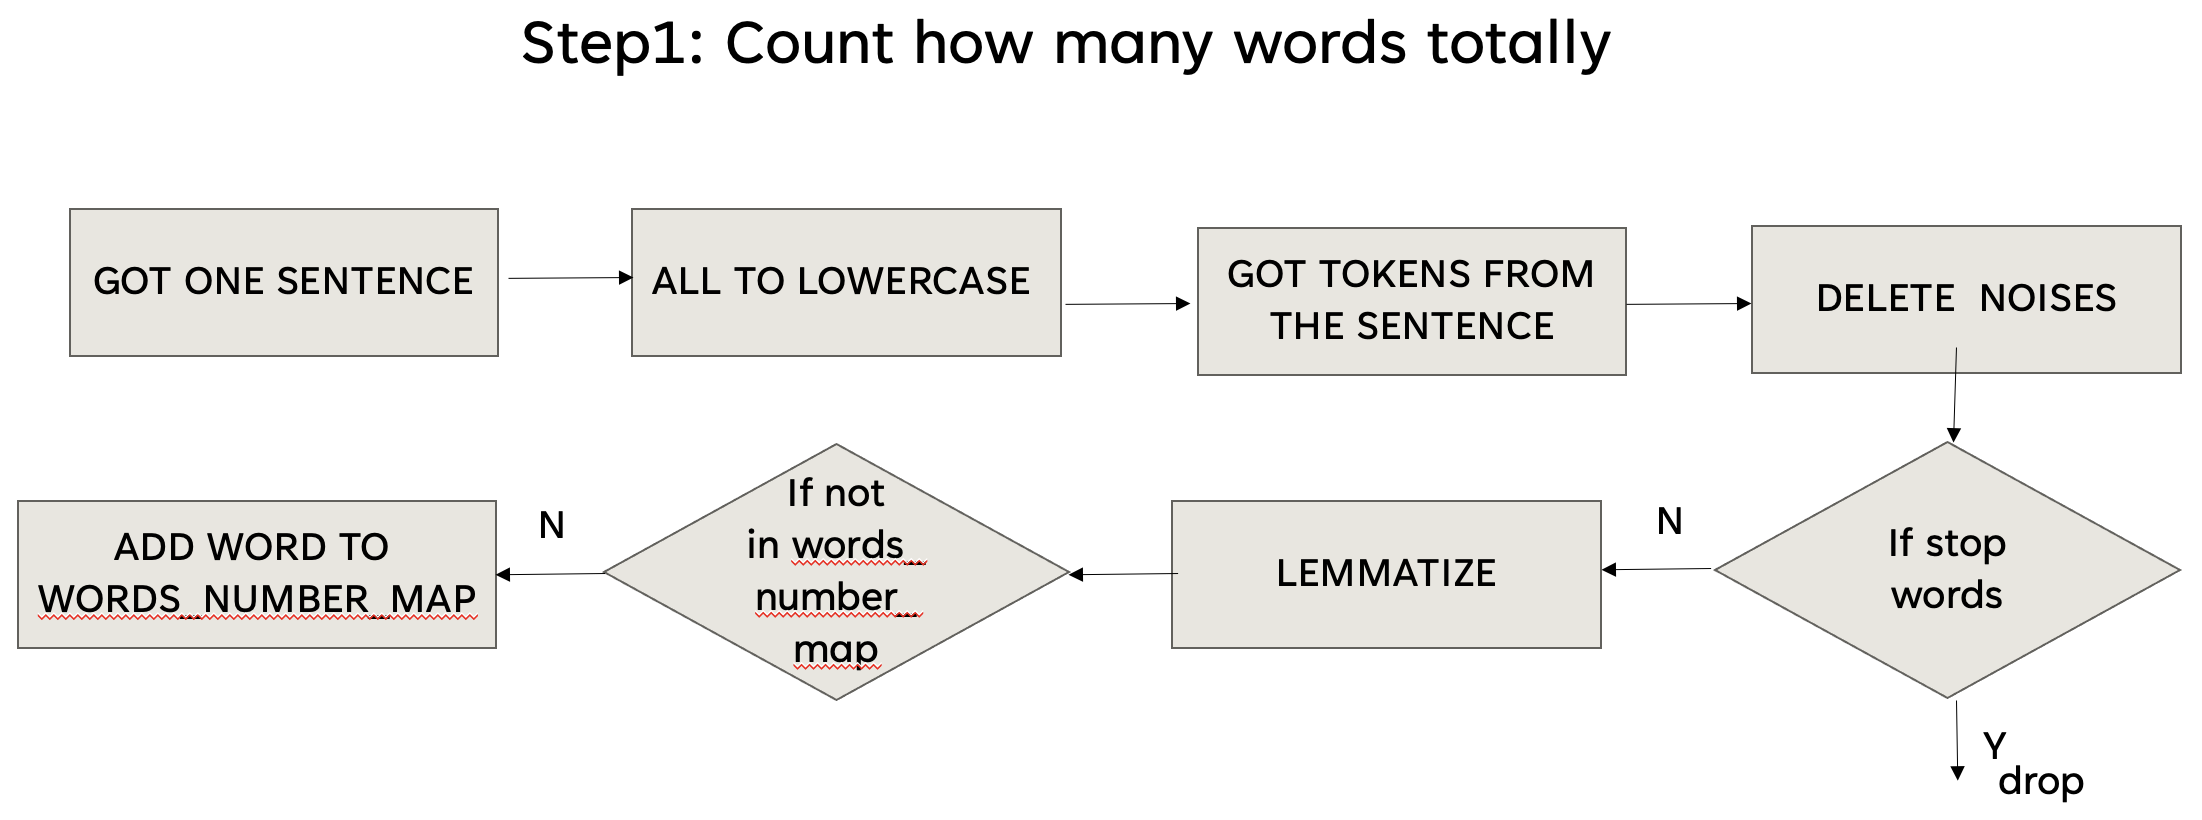 Step1: Count how many words totally
GOT ONE SENTENCE
ALL TO LOWERCASE
GOT TOKENS FROM
THE SENTENCE
DELETE  NOISES
If stop
words
Y
drop
N
LEMMATIZE
If not
in words_
number_
map
N
ADD WORD TO
WORDS_NUMBER_MAP